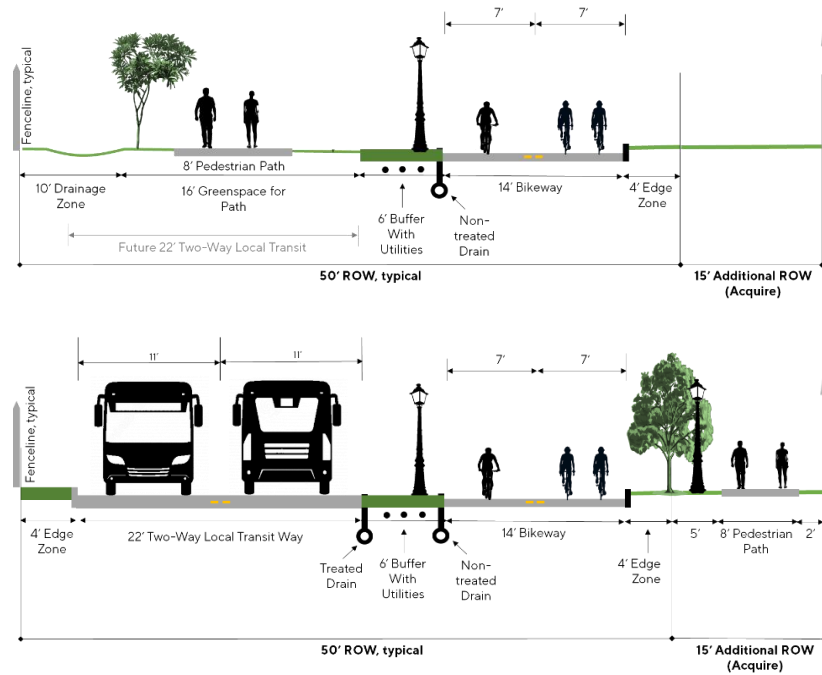 7’
7’
Fenceline, typical
8’ Pedestrian Path
10’ Drainage
Zone
16’ Greenspace for
Path
6’ Buffer
With
Utilities
Non-
treated
Drain
14’ Bikeway
4’ Edge
Zone
Future 22’ Two-Way Local Transit
50’ ROW, typical
15’ Additional ROW
(Acquire)
11’
11’
7’
7’
Fenceline, typical
4’ Edge
Zone
22’ Two-Way Local Transit Way
Treated
Drain
6’ Buffer
With
Utilities
Non-
treated
Drain
14’ Bikeway
4’ Edge
Zone
5’
8’ Pedestrian
Path
2’
50’ ROW, typical
15’ Additional ROW
(Acquire)